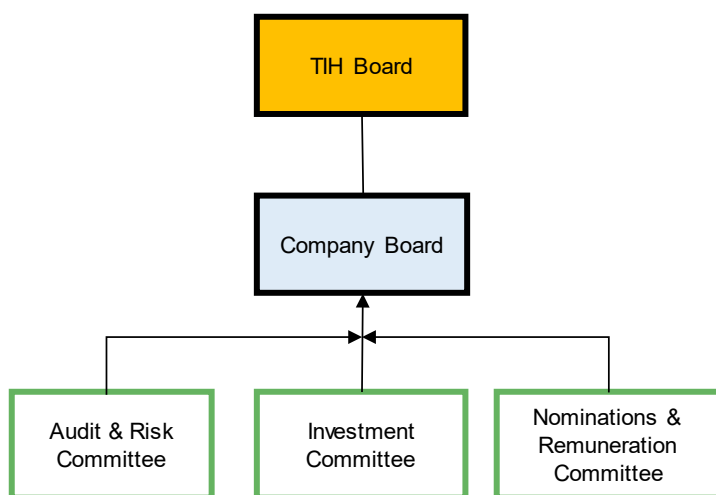 TIH Board
Company Board
Audit & Risk
Committee
Investment
Committee
Nominations &
Remuneration
Committee